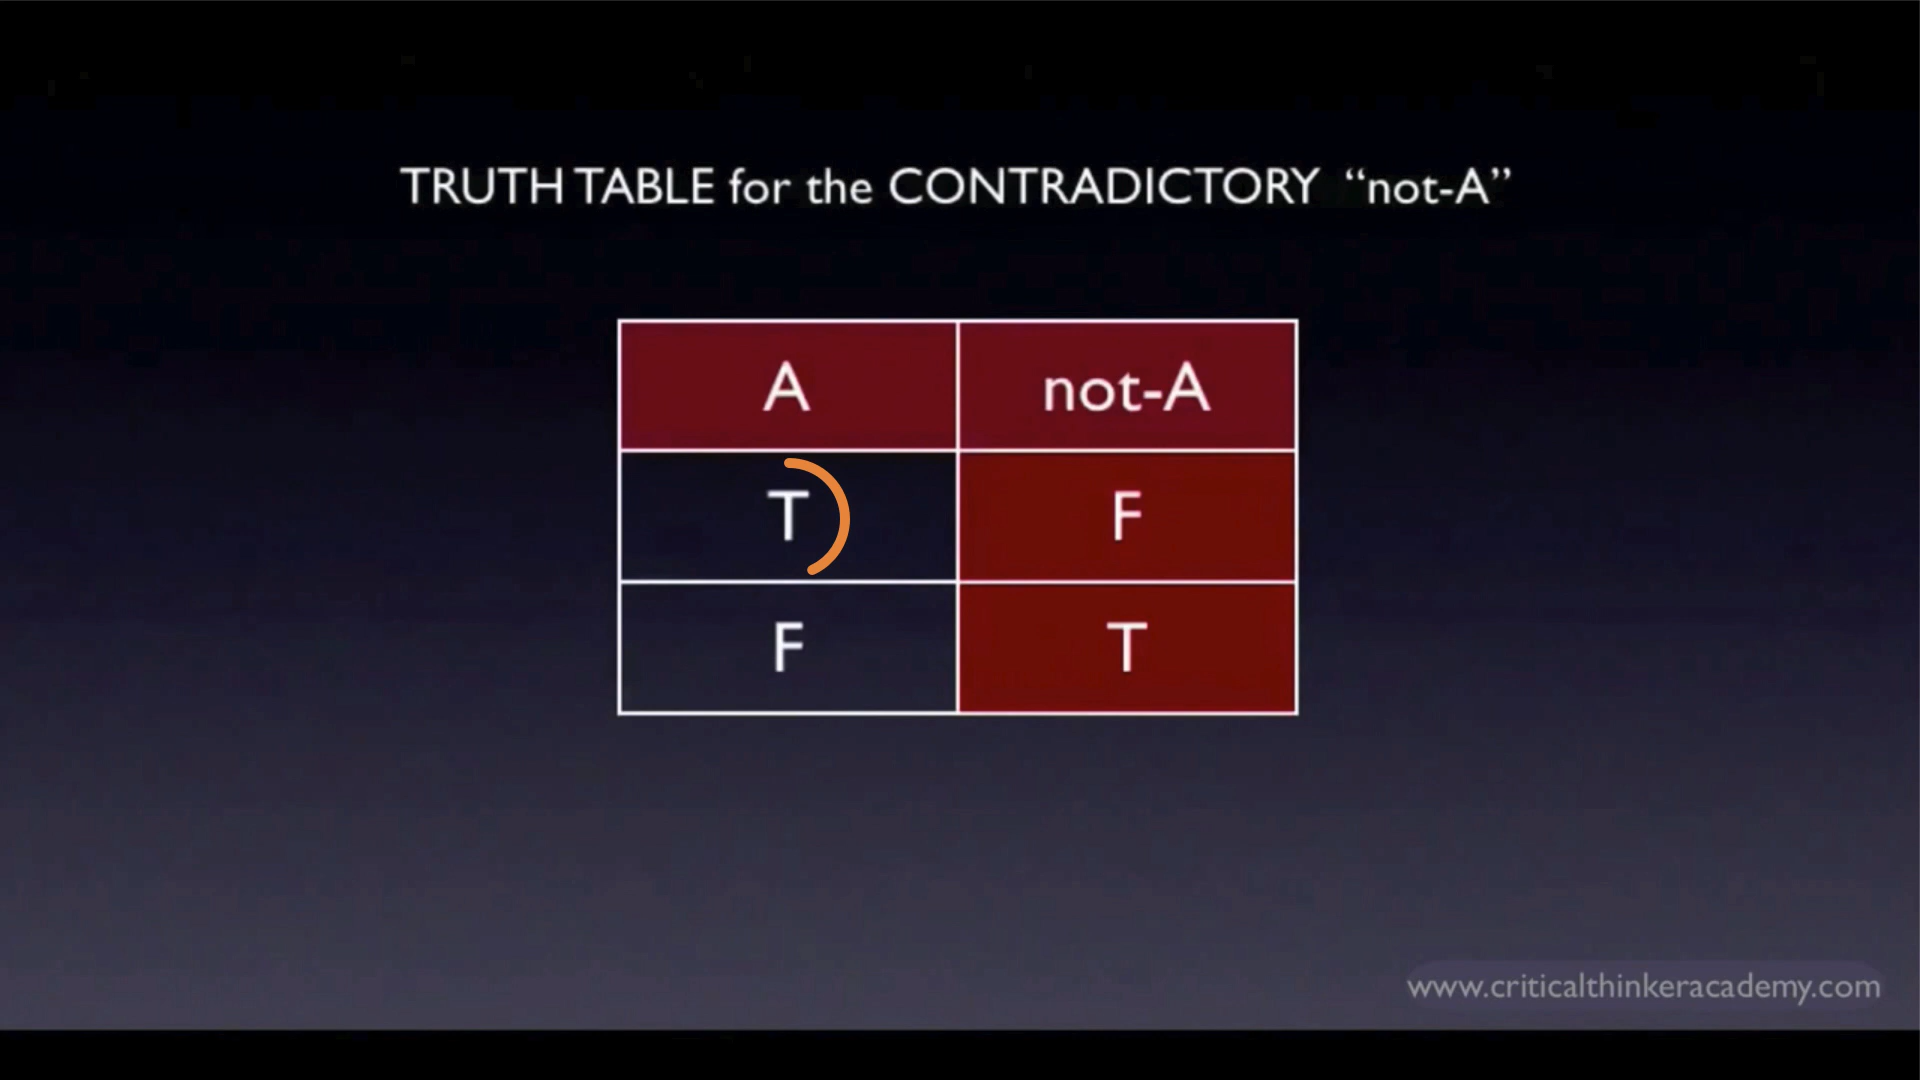 TRUTH TABLE for the CONTRADICTORY “not-A”
A not-A
T F
F T
www.criticalthinkeracademy.com